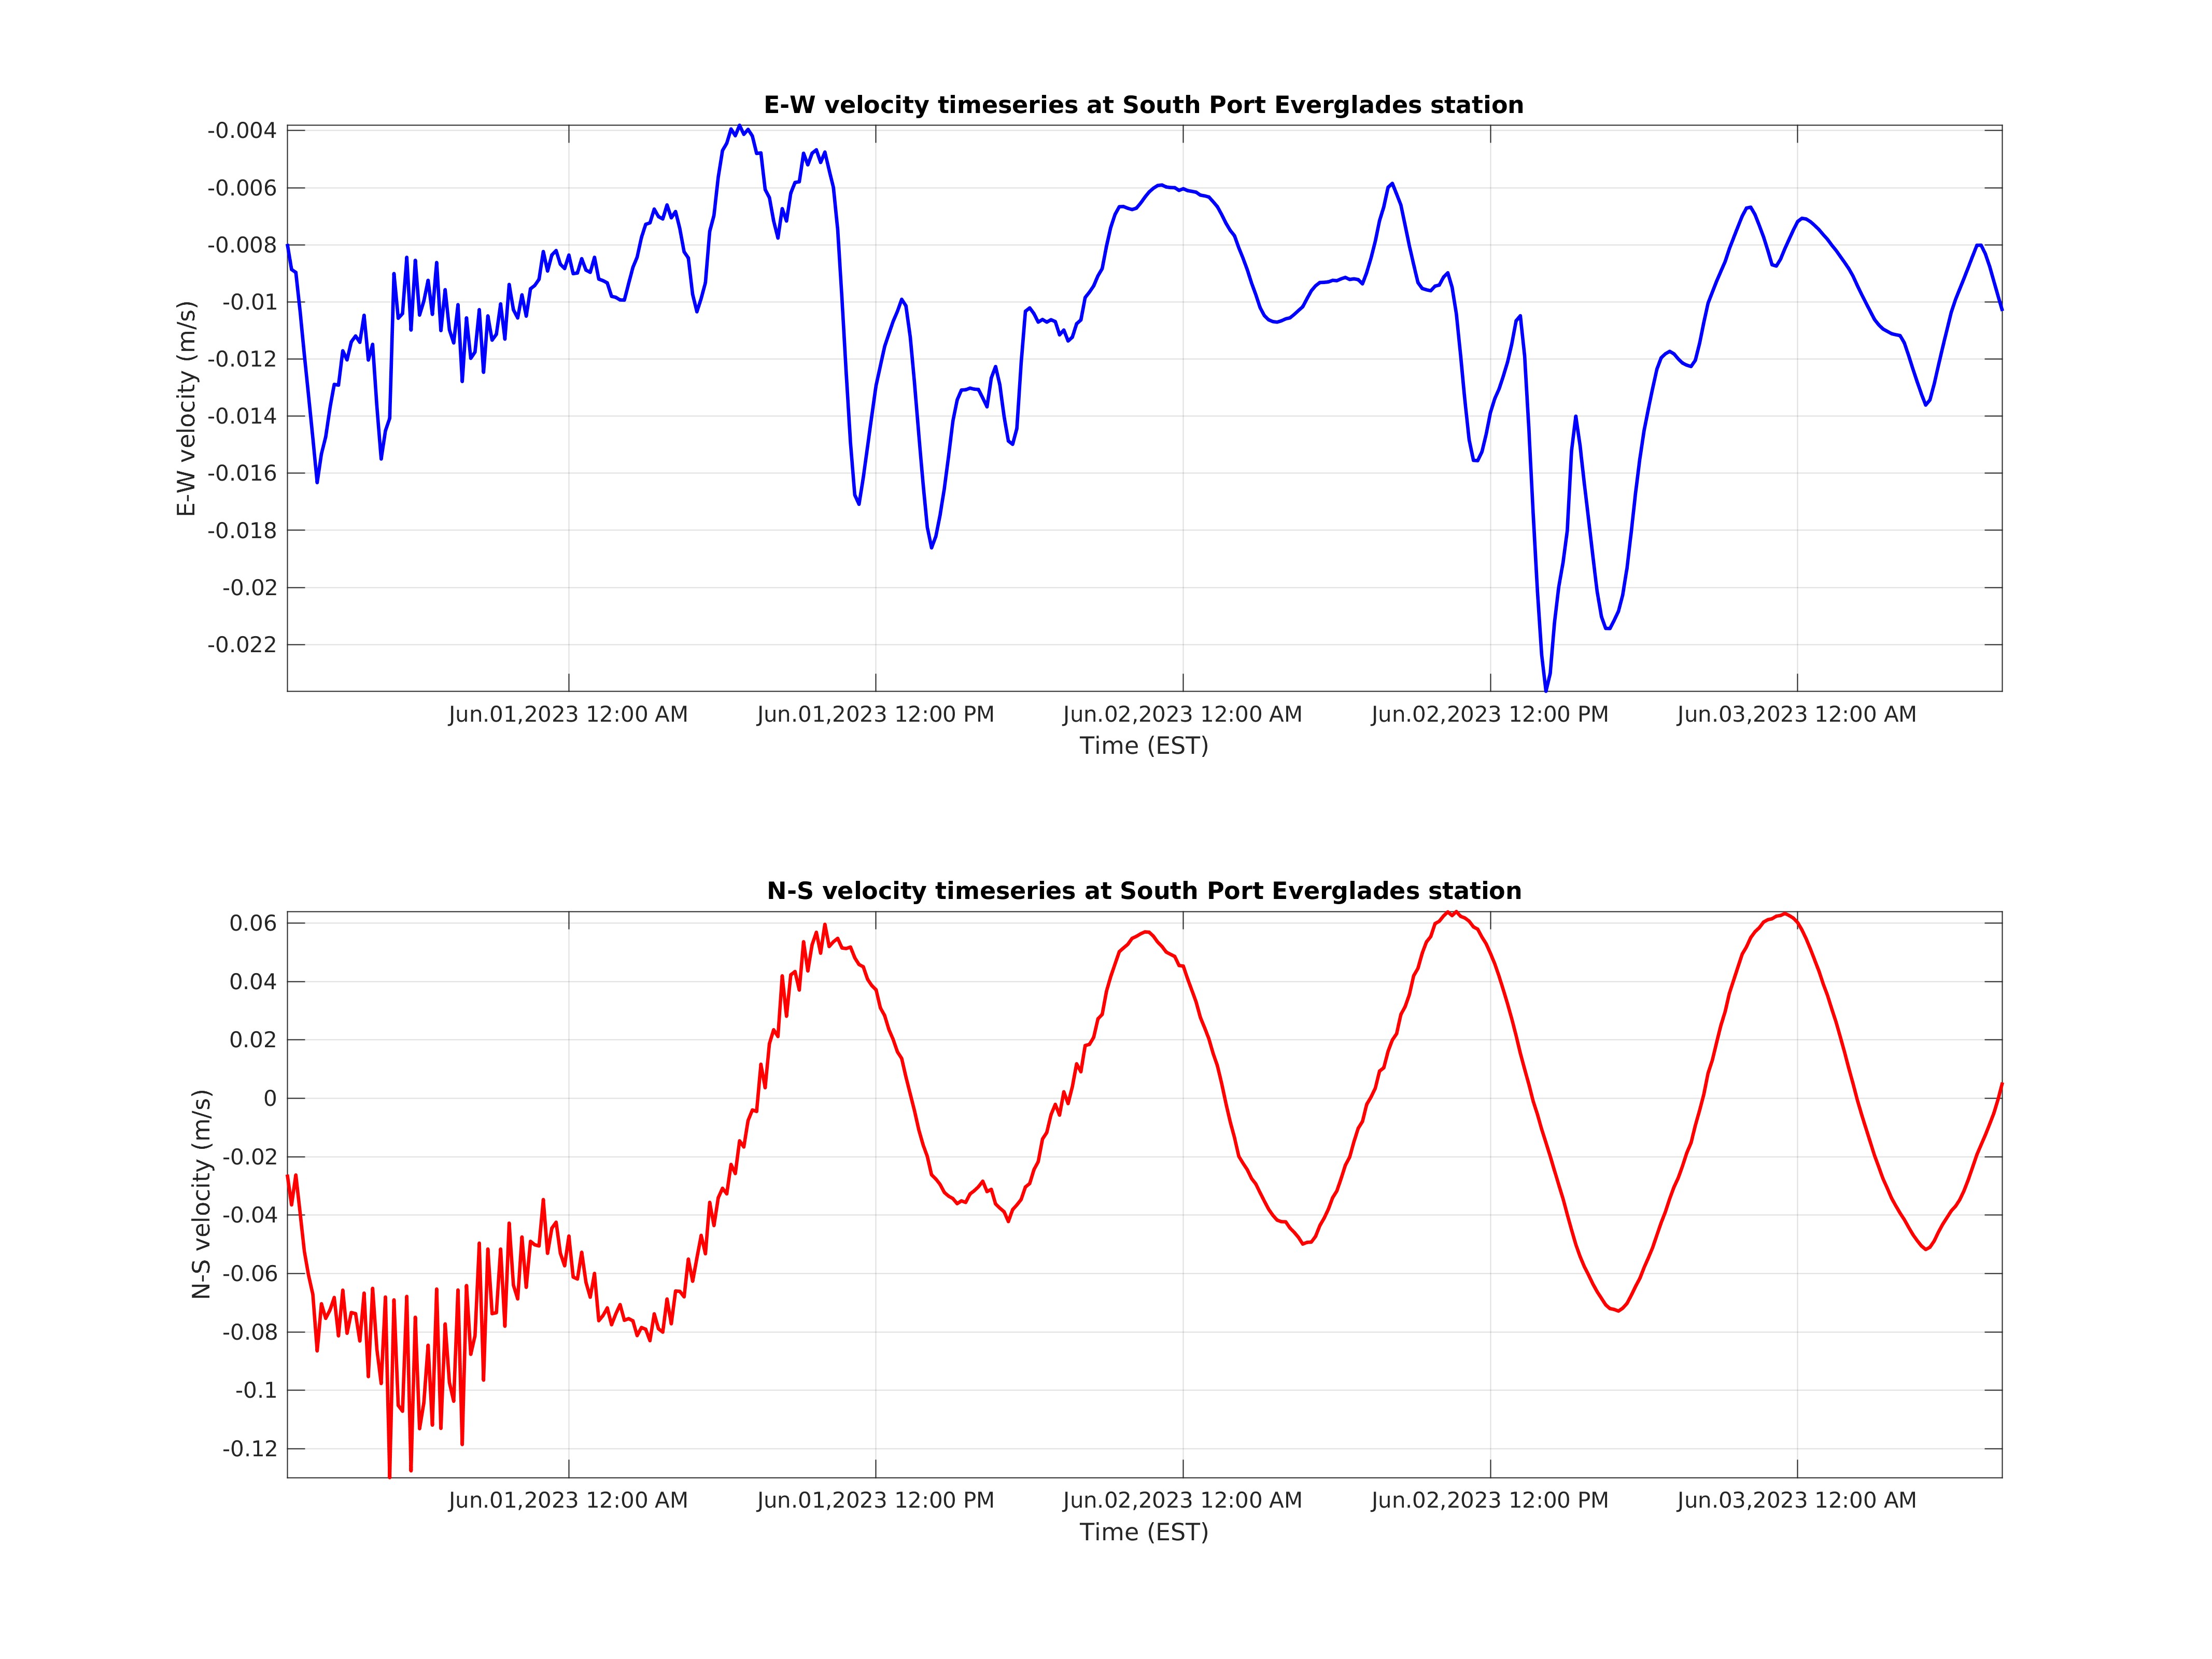 E-W velocity timeseries at South Port Everglades station
-0.004
-0.006
-0.008
-0.01
-0.012
-0.014
-0.016
-0.018
-0.02
-0.022
E-W velocity (m/s)
Jun.01,2023 12:00 AM Jun.01,2023 12:00 PM Jun.02,2023 12:00 AM Jun.02,2023 12:00 PM Jun.03,2023 12:00 AM
Time (EST)
N-S velocity timeseries at South Port Everglades station
0.06
0.04
0.02
0
-0.02
-0.04
-0.06
-0.08
-0.1
-0.12
N-S velocity (m/s)
Jun.01,2023 12:00 AM Jun.01,2023 12:00 PM Jun.02,2023 12:00 AM Jun.02,2023 12:00 PM Jun.03,2023 12:00 AM
Time (EST)